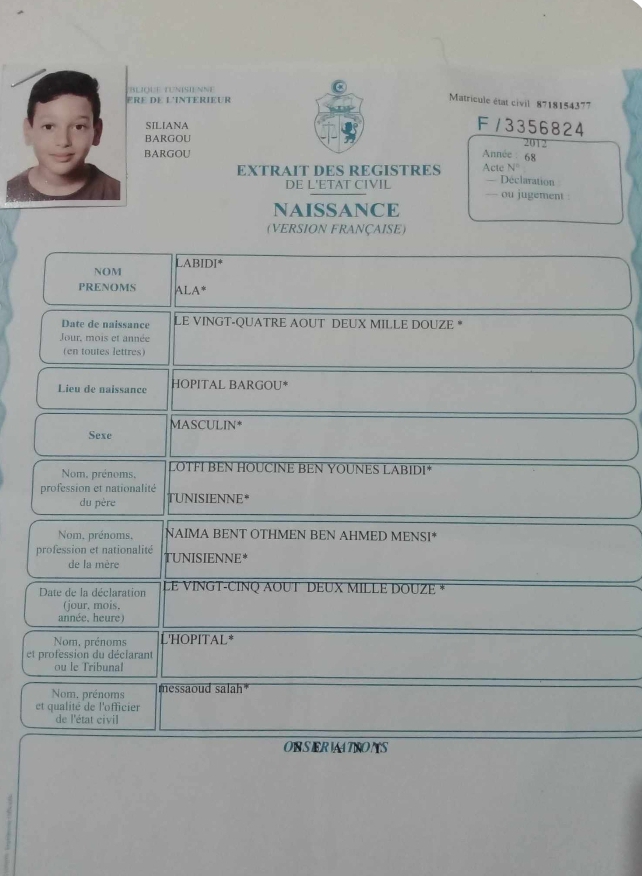 BLIQUE TUNISIENNE
ERE DE L'INTERIEUR
SILIANA
BARGOU
BARGOU
Matricule état civil 8718154377
F/3356824
2012
Année : 68
Acte N° :
— Déclaration :
— ou jugement :
EXTRAIT DES REGISTRES
DE L'ETAT CIVIL
NAISSANCE
(VERSION FRANÇAISE)
NOM
PRENOMS
LABIDI*
ALA*
Date de naissance
Jour, mois et année
(en toutes lettres)
LE VINGT-QUATRE AOUT DEUX MILLE DOUZE *
Lieu de naissance
HOPITAL BARGOU*
Sexe
MASCULIN*
Nom, prénoms,
profession et nationalité
du père
LOTFI BEN HOUCINE BEN YOUNES LABIDI*
TUNISIENNE*
Nom, prénoms,
profession et nationalité
de la mère
NAIMA BENT OTHMEN BEN AHMED MENSI*
TUNISIENNE*
Date de la déclaration
(jour, mois,
année, heure)
LE VINGT-CINQ AOUT DEUX MILLE DOUZE *
Nom, prénoms
et profession du déclarant
ou le Tribunal
L'HOPITAL*
Nom, prénoms
et qualité de l'officier
de l'état civil
messaoud salah*
OBSERVATIONS
N E A N T